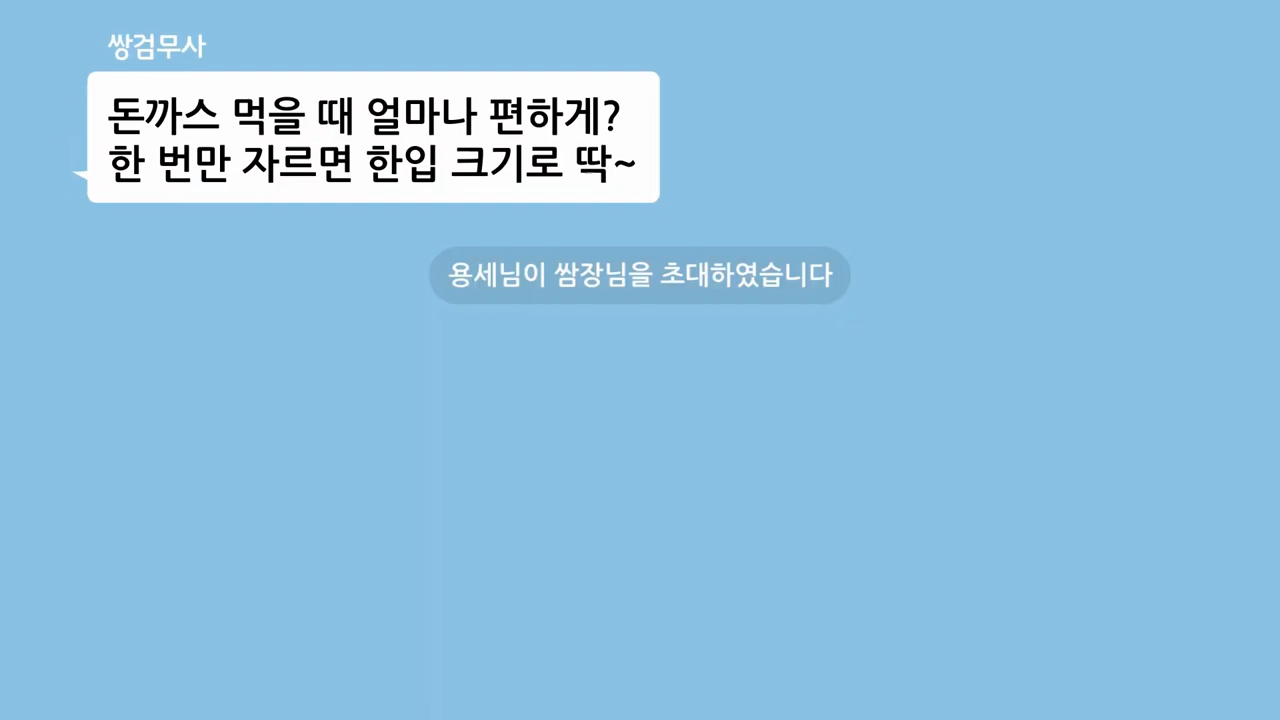 쌍검무사
돈까스 먹을 때 얼마나 편하게?
한 번만 자르면 한입 크기로 딱~
용세님이 쌈장님을 초대하였습니다